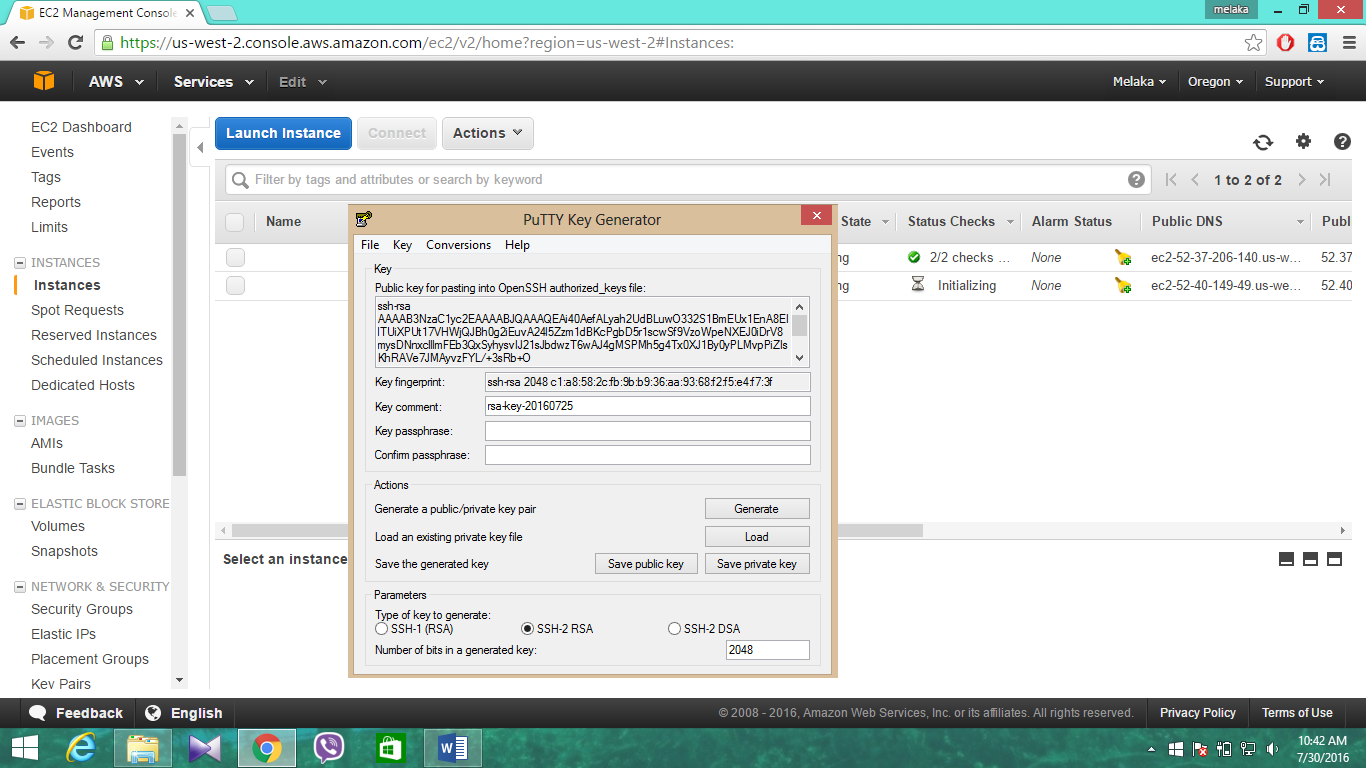 EC2 Management Console
melaka
https://us-west-2.console.aws.amazon.com/ec2/v2/home?region=us-west-2#Instances:
AWS Services Edit Melaka Oregon Support
EC2 Dashboard
Events
Tags
Reports
Limits
INSTANCES
Instances
Spot Requests
Reserved Instances
Scheduled Instances
Dedicated Hosts
IMAGES
AMIs
Bundle Tasks
ELASTIC BLOCK STORE
Volumes
Snapshots
NETWORK & SECURITY
Security Groups
Elastic IPs
Placement Groups
Key Pairs
Launch Instance Connect Actions
Filter by tags and attributes or search by keyword 1 to 2 of 2
Name State Status Checks Alarm Status Public DNS Publ
ng 2/2 checks ... None ec2-52-37-206-140.us-w... 52.37
ng Initializing None ec2-52-40-149-49.us-we... 52.40
Select an instance
PuTTY Key Generator
File Key Conversions Help
Key
Public key for pasting into OpenSSH authorized_keys file:
ssh-rsa
Key fingerprint: ssh-rsa 2048 c1:a8:58:2c:fb:9b:b9:36:aa:93:68:f2:f5:e4:f7:3f
Key comment: rsa-key-20160725
Key passphrase:
Confirm passphrase:
Actions
Generate a public/private key pair Generate
Load an existing private key file Load
Save the generated key Save public key Save private key
Parameters
Type of key to generate:
SSH-1 (RSA) SSH-2 RSA SSH-2 DSA
Number of bits in a generated key: 2048
Feedback English © 2008 - 2016, Amazon Web Services, Inc. or its affiliates. All rights reserved. Privacy Policy Terms of Use
10:42 AM
7/30/2016